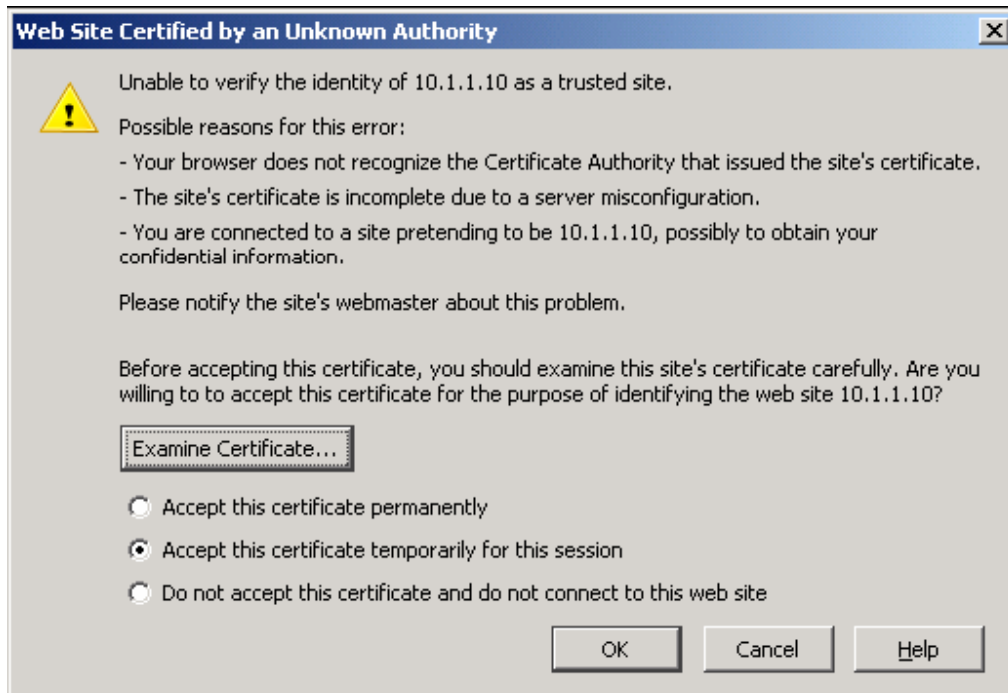 Web Site Certified by an Unknown Authority
Unable to verify the identity of 10.1.1.10 as a trusted site.
Possible reasons for this error:
- Your browser does not recognize the Certificate Authority that issued the site's certificate.
- The site's certificate is incomplete due to a server misconfiguration.
- You are connected to a site pretending to be 10.1.1.10, possibly to obtain your
confidential information.
Please notify the site's webmaster about this problem.
Before accepting this certificate, you should examine this site's certificate carefully. Are you
willing to to accept this certificate for the purpose of identifying the web site 10.1.1.10?
Examine Certificate...
Accept this certificate permanently
Accept this certificate temporarily for this session
Do not accept this certificate and do not connect to this web site
OK Cancel Help